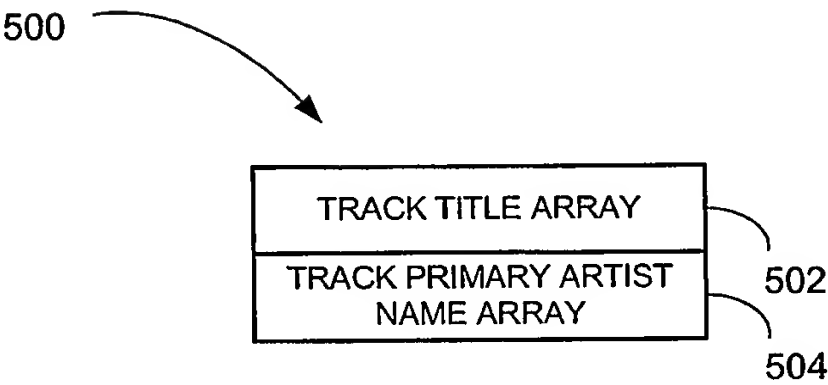 500
TRACK TITLE ARRAY
502
TRACK PRIMARY ARTIST
NAME ARRAY
504